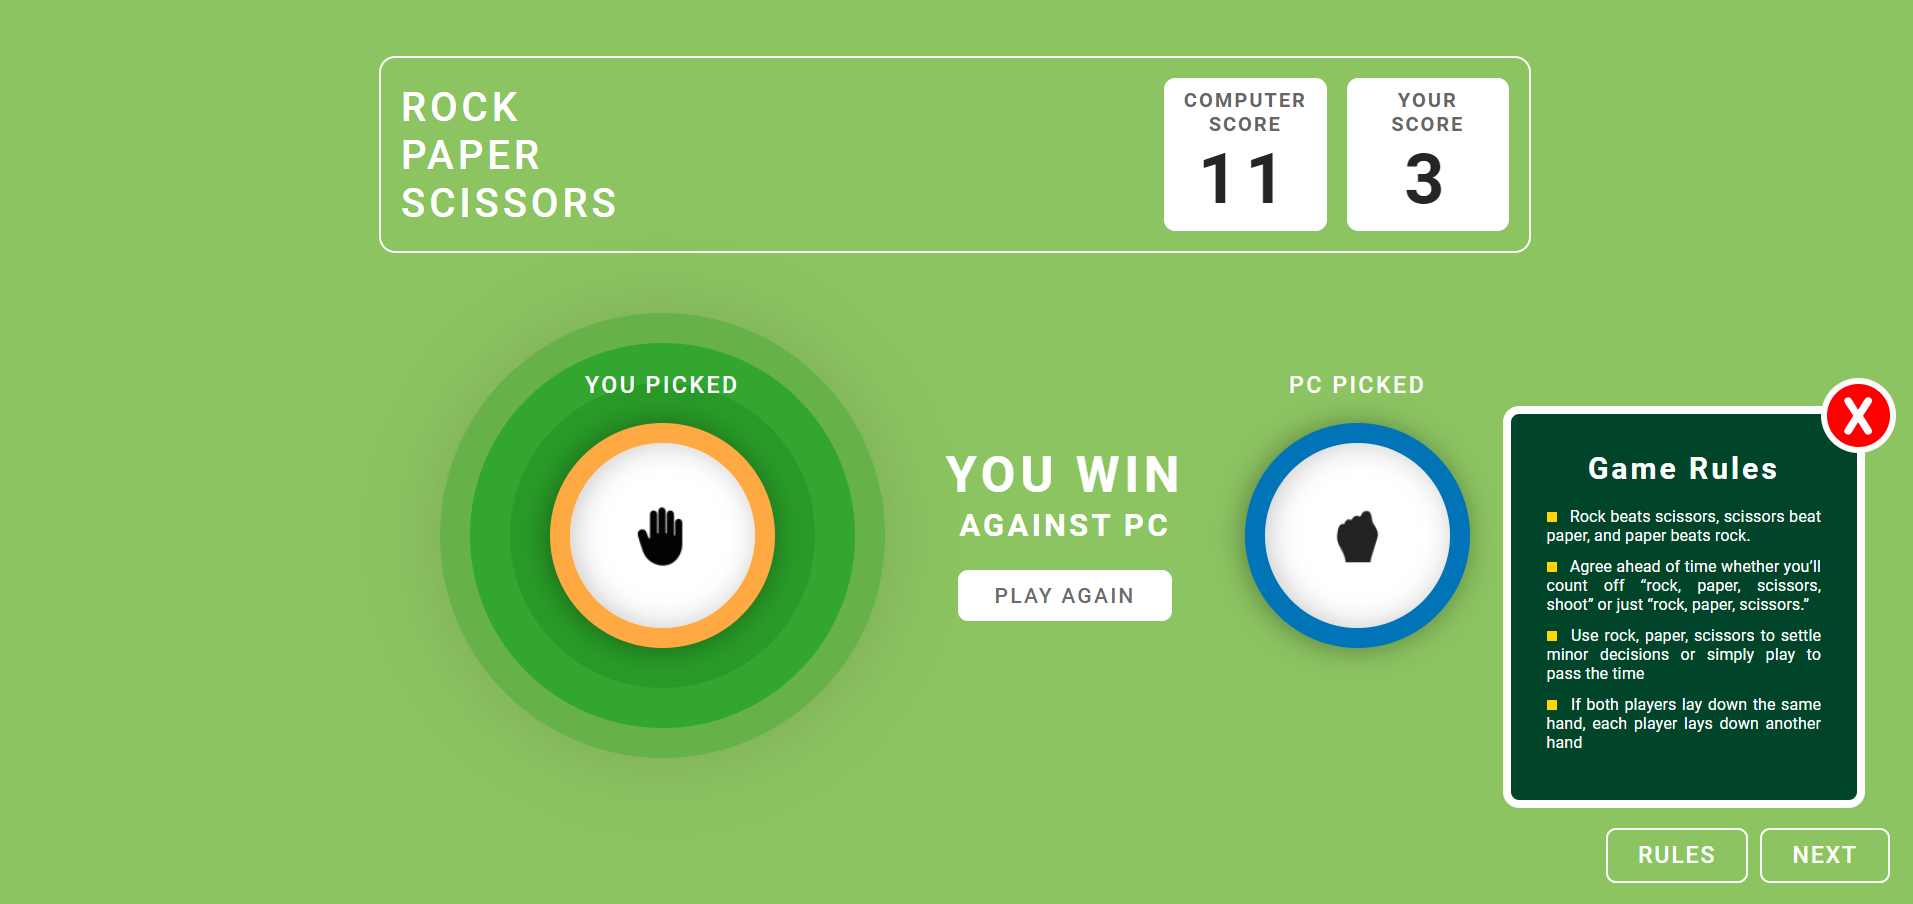 ROCK
PAPER
SCISSORS
COMPUTER
SCORE
11
YOUR
SCORE
3
YOU PICKED
YOU WIN
AGAINST PC
PLAY AGAIN
PC PICKED
X
Game Rules
Rock beats scissors, scissors beat
paper, and paper beats rock.
Agree ahead of time whether you’ll
count off “rock, paper, scissors,
shoot” or just “rock, paper, scissors.”
Use rock, paper, scissors to settle
minor decisions or simply play to
pass the time
If both players lay down the same
hand, each player lays down another
hand
RULES
NEXT